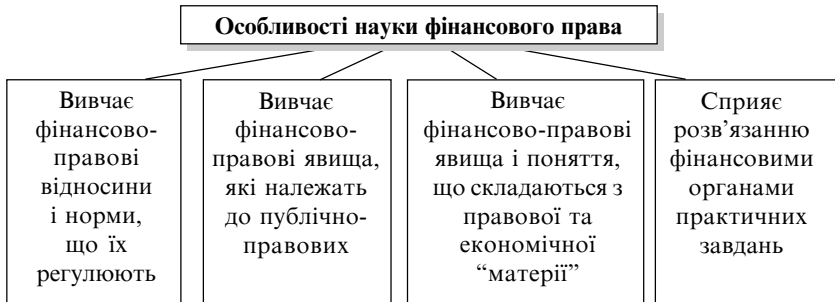 Особливості науки фінансового права
Вивчає
фінансово-
правові
відносини
і норми,
що їх
регулюють
Вивчає
фінансово-
правові явища,
які належать
до публічно-
правових
Вивчає
фінансово-правові
явища і поняття,
що складаються з
правової та
економічної
“матерії”
Сприяє
розв'язанню
фінансовими
органами
практичних
завдань